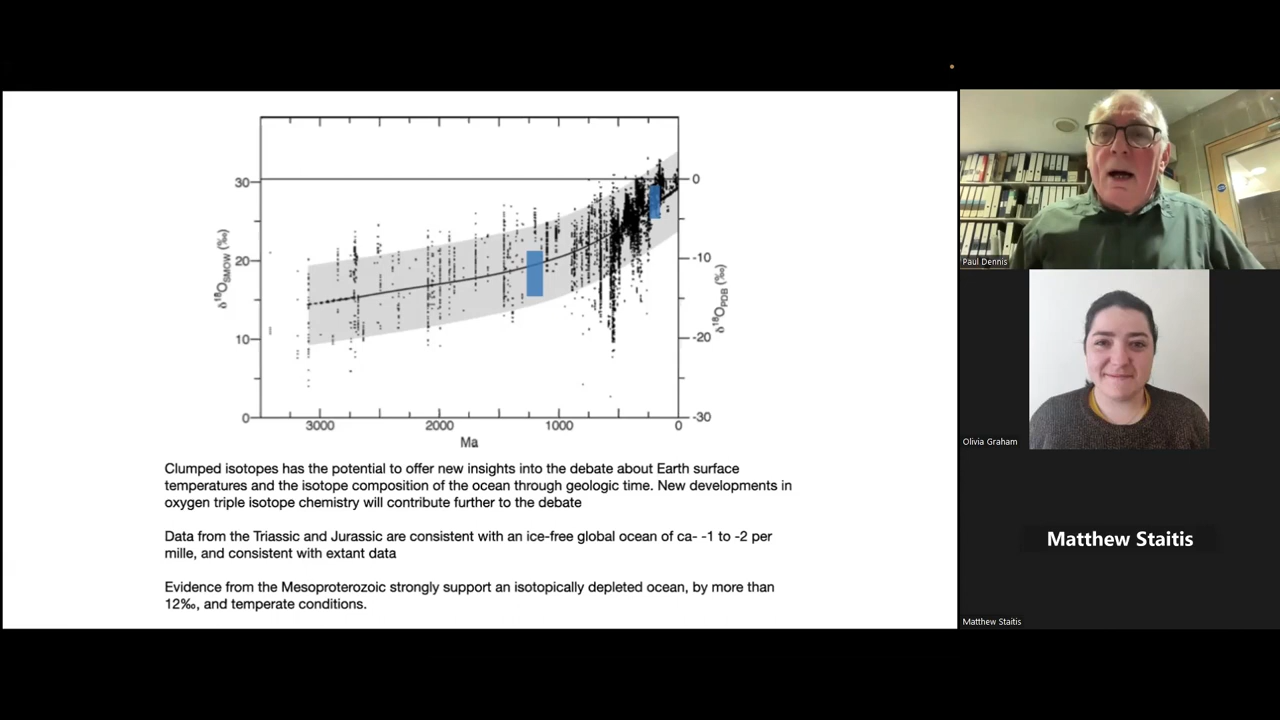 30
20
10
0
δ¹⁸O_SMOW (‰)
0
-10
-20
-30
δ¹⁸O_PDB (‰)
3000
2000
1000
0
Ma
Clumped isotopes has the potential to offer new insights into the debate about Earth surface
temperatures and the isotope composition of the ocean through geologic time. New developments in
oxygen triple isotope chemistry will contribute further to the debate
Data from the Triassic and Jurassic are consistent with an ice-free global ocean of ca- -1 to -2 per
mille, and consistent with extant data
Evidence from the Mesoproterozoic strongly support an isotopically depleted ocean, by more than
12‰, and temperate conditions.
Paul Dennis
Olivia Graham
Matthew Staitis
Matthew Staitis